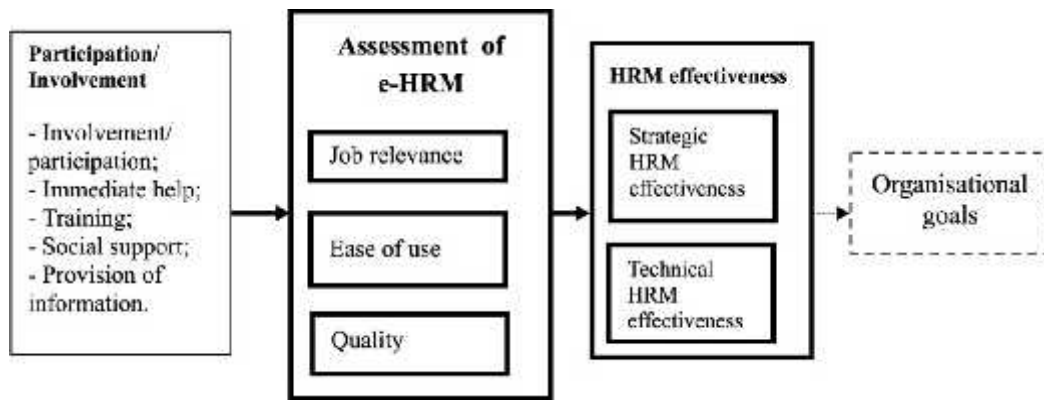 Participation/
Involvement
- Involvement/
participation;
- Immediate help;
- Training;
- Social support;
- Provision of
information.
Assessment of
e-HRM
Job relevance
Ease of use
Quality
HRM effectiveness
Strategic
HRM
effectiveness
Technical
HRM
effectiveness
Organisational
goals